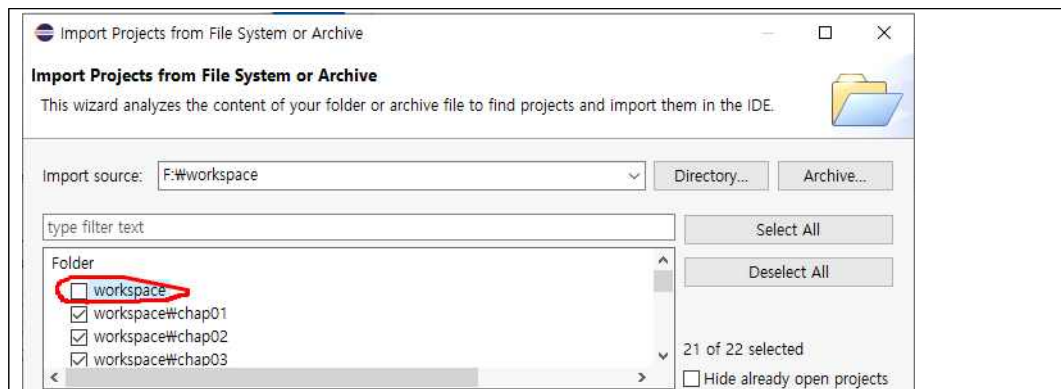 Import Projects from File System or Archive
Import Projects from File System or Archive
This wizard analyzes the content of your folder or archive file to find projects and import them in the IDE.
Import source: F:₩workspace Directory... Archive...
type filter text Select All
Folder Deselect All
workspace
workspace₩chap01
workspace₩chap02
workspace₩chap03
21 of 22 selected
Hide already open projects